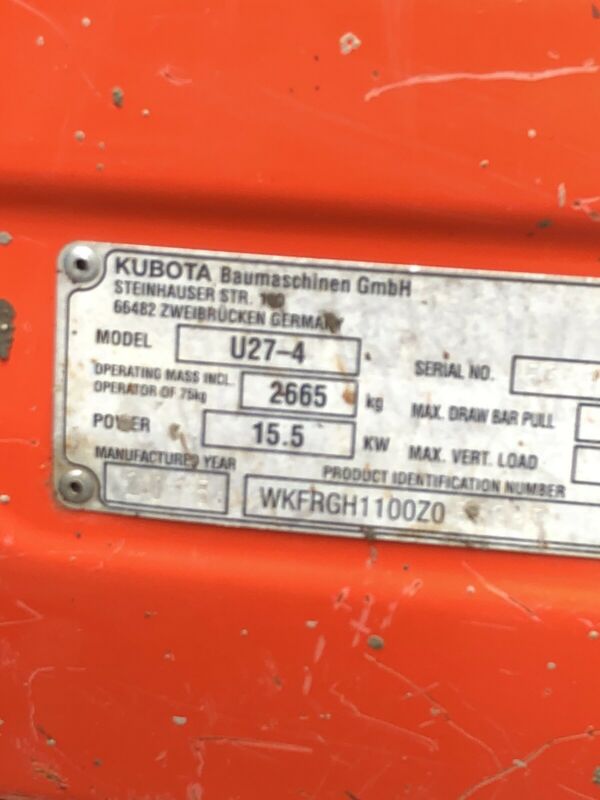 KUBOTA Baumaschinen GmbH
STEINHAUSER STR. 100
66482 ZWEIBRÜCKEN GERMANY
MODEL U27-4
SERIAL NO.
OPERATING MASS INCL.
OPERATOR OF 75kg 2665 kg
MAX. DRAW BAR PULL
POWER 15.5 KW
MAX. VERT. LOAD
MANUFACTURED YEAR
PRODUCT IDENTIFICATION NUMBER
WKFRGH1100Z0